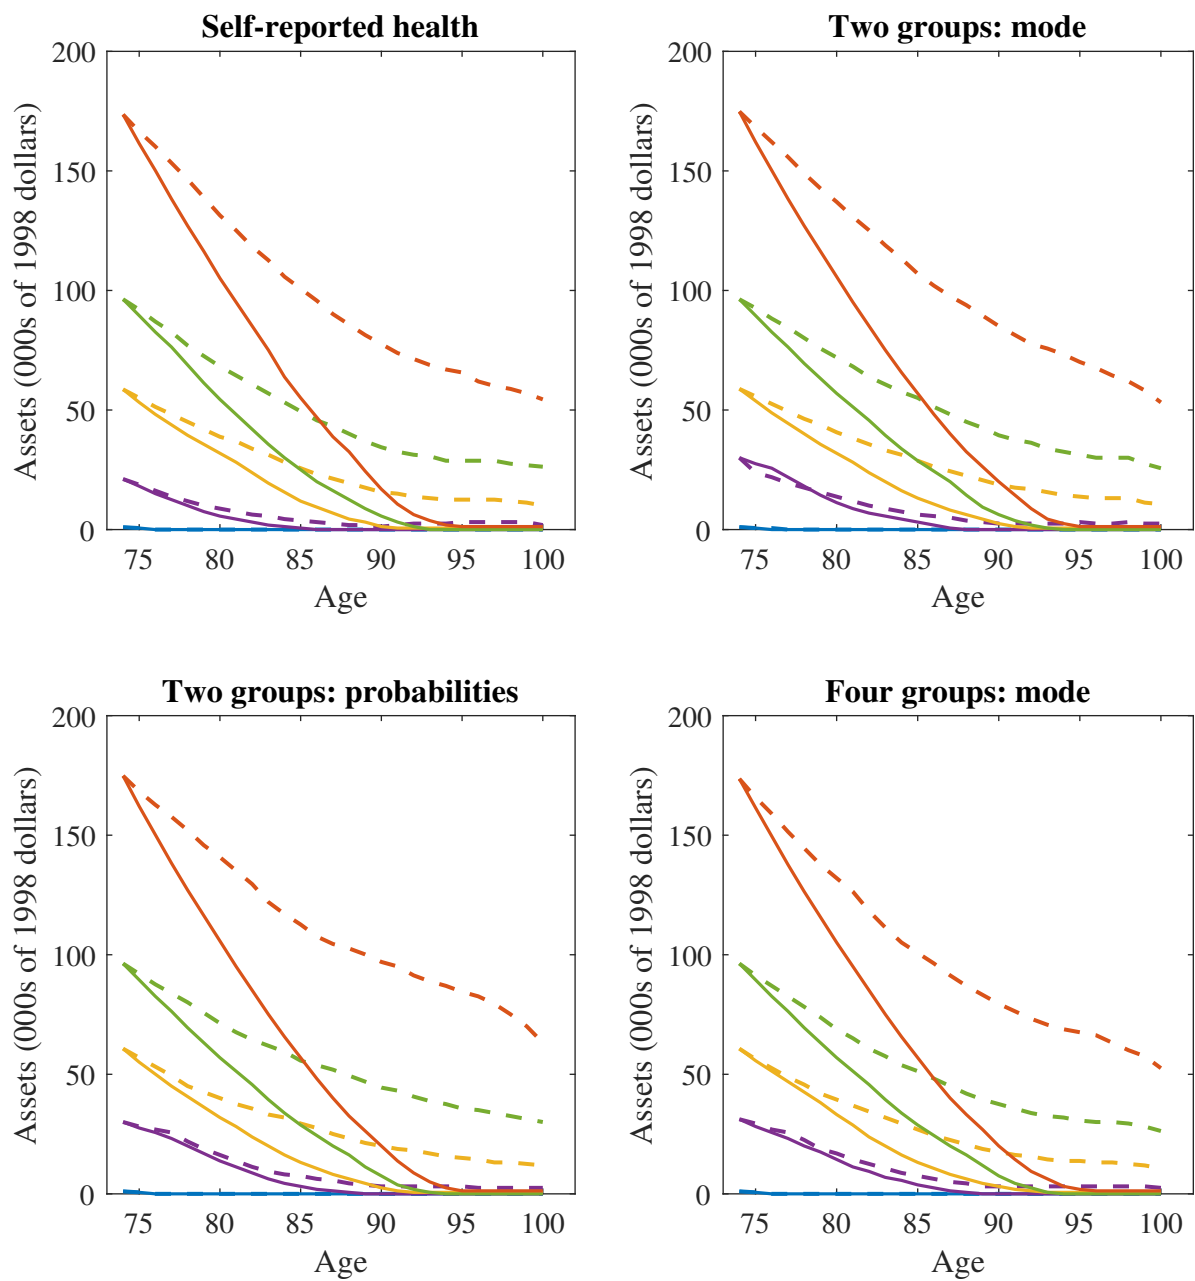 Self-reported health
200
150
100
50
0
75 80 85 90 95 100
Age
Assets (000s of 1998 dollars)
Two groups: mode
200
150
100
50
0
75 80 85 90 95 100
Age
Assets (000s of 1998 dollars)
Two groups: probabilities
200
150
100
50
0
75 80 85 90 95 100
Age
Assets (000s of 1998 dollars)
Four groups: mode
200
150
100
50
0
75 80 85 90 95 100
Age
Assets (000s of 1998 dollars)